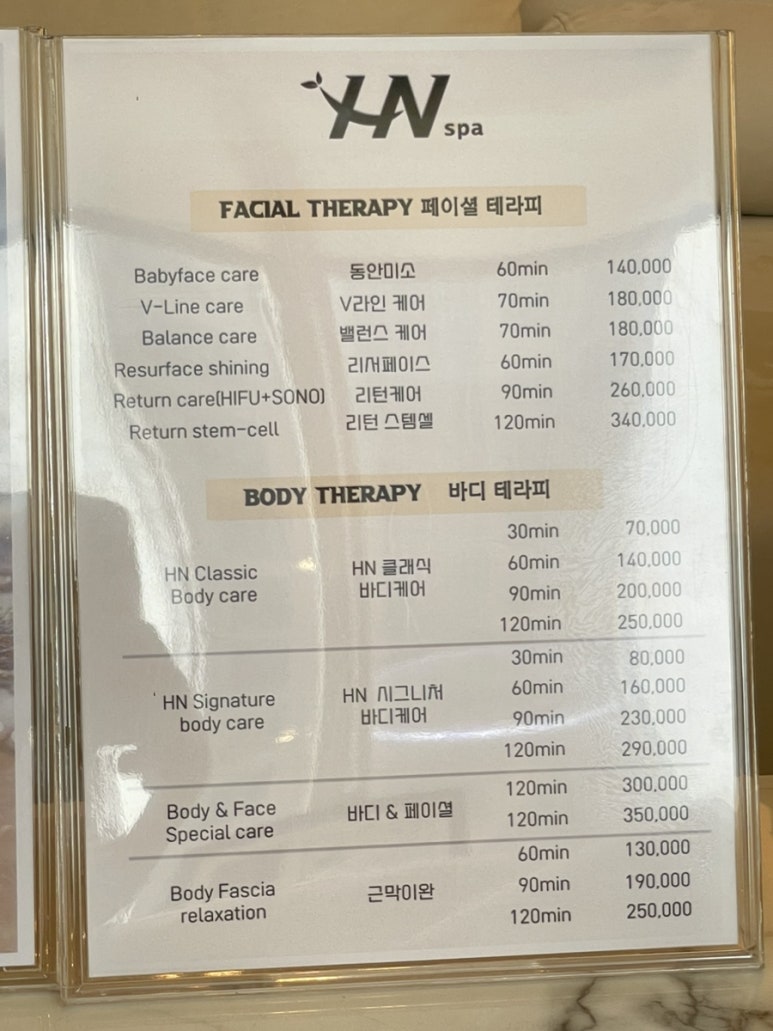 HN spa
FACIAL THERAPY 페이셜 테라피
Babyface care 동안미소 60min 140,000
V-Line care V라인 케어 70min 180,000
Balance care 밸런스 케어 70min 180,000
Resurface shining 리서페이스 60min 170,000
Return care(HIFU+SONO) 리턴케어 90min 260,000
Return stem-cell 리턴 스템셀 120min 340,000
BODY THERAPY 바디 테라피
30min 70,000
HN Classic HN 클래식 60min 140,000
Body care 바디케어 90min 200,000
120min 250,000
30min 80,000
HN Signature HN 시그니처 60min 160,000
body care 바디케어 90min 230,000
120min 290,000
120min 300,000
Body & Face 바디 & 페이셜 120min 350,000
Special care
60min 130,000
Body Fascia 근막이완 90min 190,000
relaxation 120min 250,000